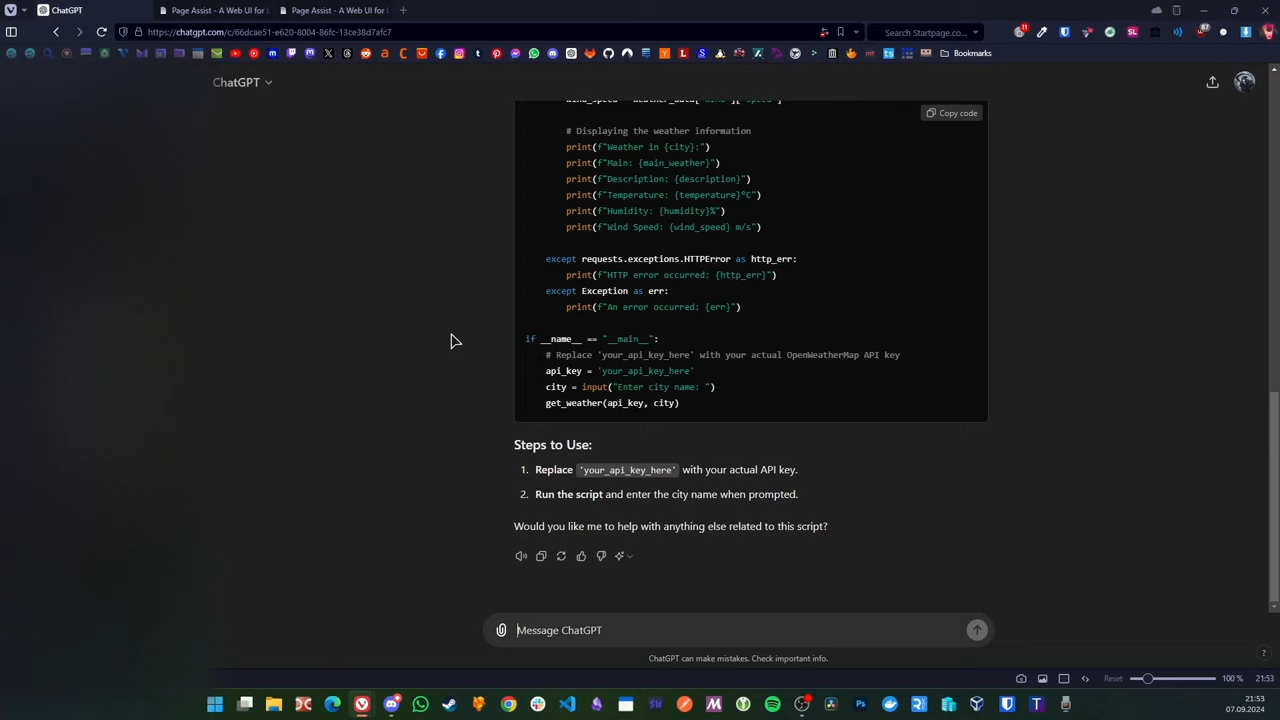 ChatGPT
Page Assist - A Web UI for L
Page Assist - A Web UI for L
https://chatgpt.com/c/66dcae51-e620-8004-86fc-13ce38d7afc7
Search Startpage.co...
Bookmarks
ChatGPT
Copy code
# Displaying the weather information
print(f"Weather in {city}:")
print(f"Main: {main_weather}")
print(f"Description: {description}")
print(f"Temperature: {temperature}°C")
print(f"Humidity: {humidity}%")
print(f"Wind Speed: {wind_speed} m/s")
except requests.exceptions.HTTPError as http_err:
print(f"HTTP error occurred: {http_err}")
except Exception as err:
print(f"An error occurred: {err}")
if __name__ == "__main__":
# Replace 'your_api_key_here' with your actual OpenWeatherMap API key
api_key = 'your_api_key_here'
city = input("Enter city name: ")
get_weather(api_key, city)
Steps to Use:
1. Replace 'your_api_key_here' with your actual API key.
2. Run the script and enter the city name when prompted.
Would you like me to help with anything else related to this script?
Message ChatGPT
ChatGPT can make mistakes. Check important info.
?
Reset 100 % 21:53
21:53
07.09.2024